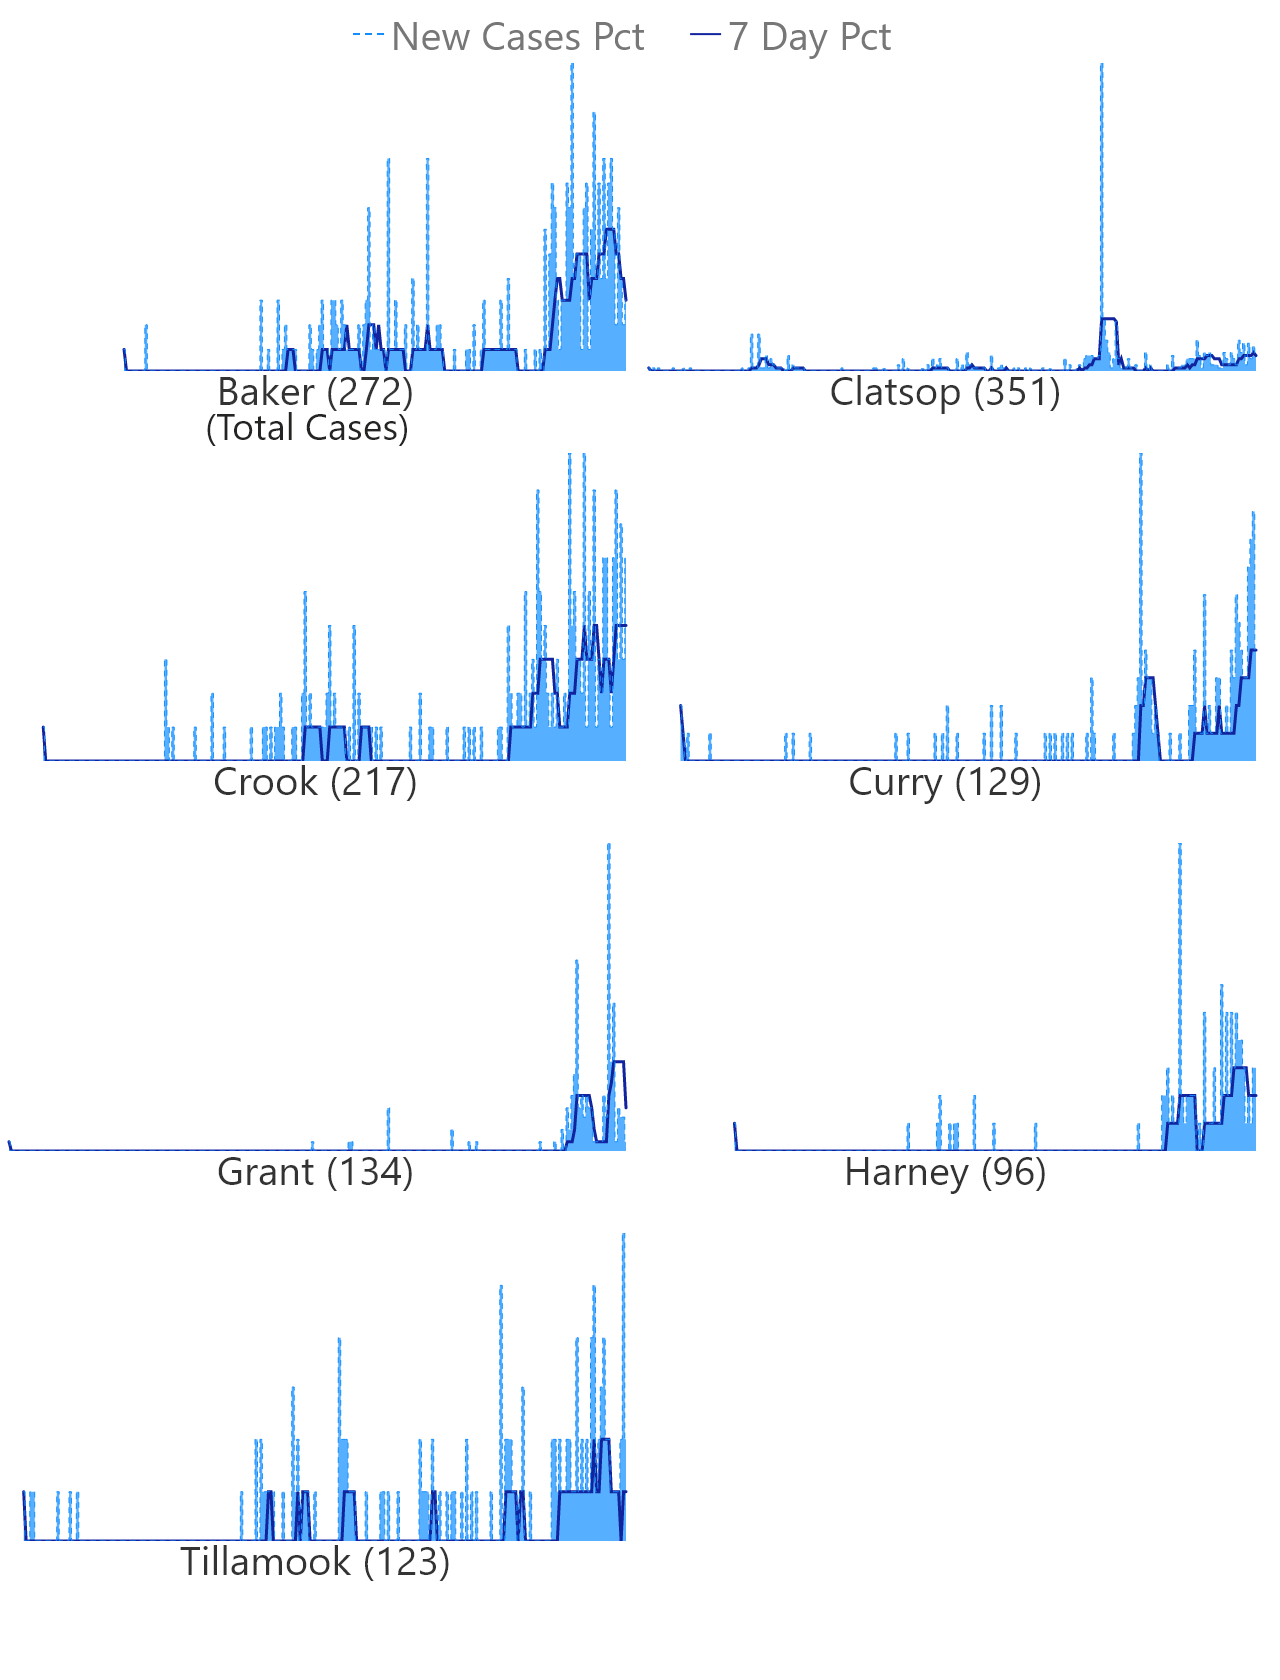 New Cases Pct 7 Day Pct
Baker (272) Clatsop (351)
(Total Cases)
Crook (217) Curry (129)
Grant (134) Harney (96)
Tillamook (123)